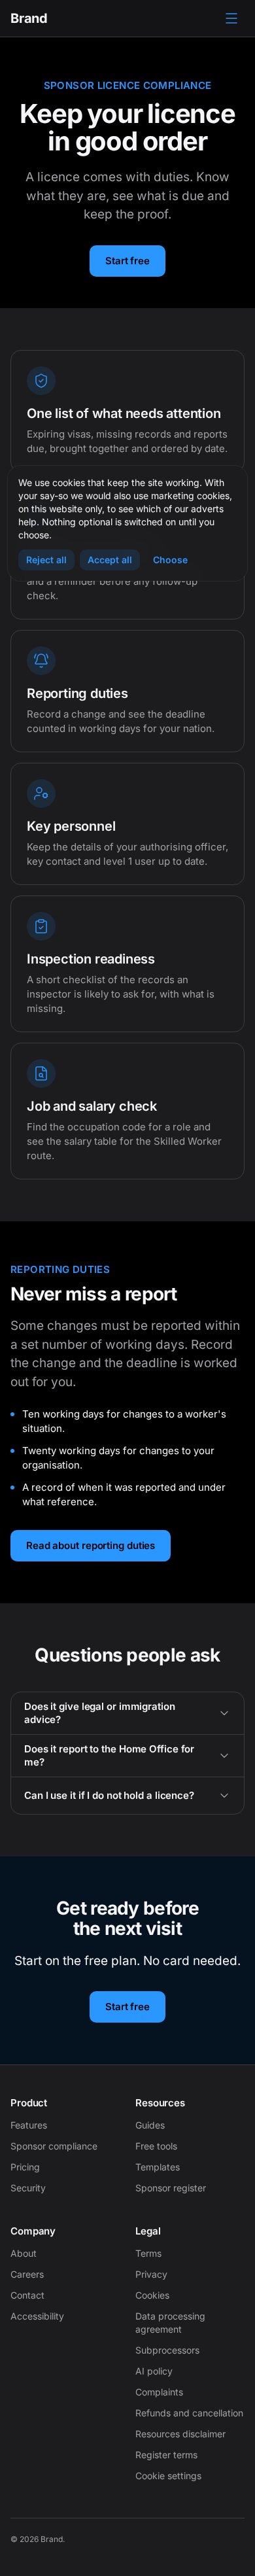 Brand
SPONSOR LICENCE COMPLIANCE
Keep your licence
in good order
A licence comes with duties. Know
what they are, see what is due and
keep the proof.
Start free
One list of what needs attention
Expiring visas, missing records and reports
due, brought together and ordered by date.
We use cookies that keep the site working. With
your say-so we would also use marketing cookies,
on this website only, to see which of our adverts
help. Nothing optional is switched on until you
choose.
Reject all
Accept all
Choose
and a reminder before any follow-up
check.
Reporting duties
Record a change and see the deadline
counted in working days for your nation.
Key personnel
Keep the details of your authorising officer,
key contact and level 1 user up to date.
Inspection readiness
A short checklist of the records an
inspector is likely to ask for, with what is
missing.
Job and salary check
Find the occupation code for a role and
see the salary table for the Skilled Worker
route.
REPORTING DUTIES
Never miss a report
Some changes must be reported within
a set number of working days. Record
the change and the deadline is worked
out for you.
Ten working days for changes to a worker's
situation.
Twenty working days for changes to your
organisation.
A record of when it was reported and under
what reference.
Read about reporting duties
Questions people ask
Does it give legal or immigration
advice?
Does it report to the Home Office for
me?
Can I use it if I do not hold a licence?
Get ready before
the next visit
Start on the free plan. No card needed.
Start free
Product
Features
Sponsor compliance
Pricing
Security
Resources
Guides
Free tools
Templates
Sponsor register
Company
About
Careers
Contact
Accessibility
Legal
Terms
Privacy
Cookies
Data processing
agreement
Subprocessors
AI policy
Complaints
Refunds and cancellation
Resources disclaimer
Register terms
Cookie settings
© 2026 Brand.